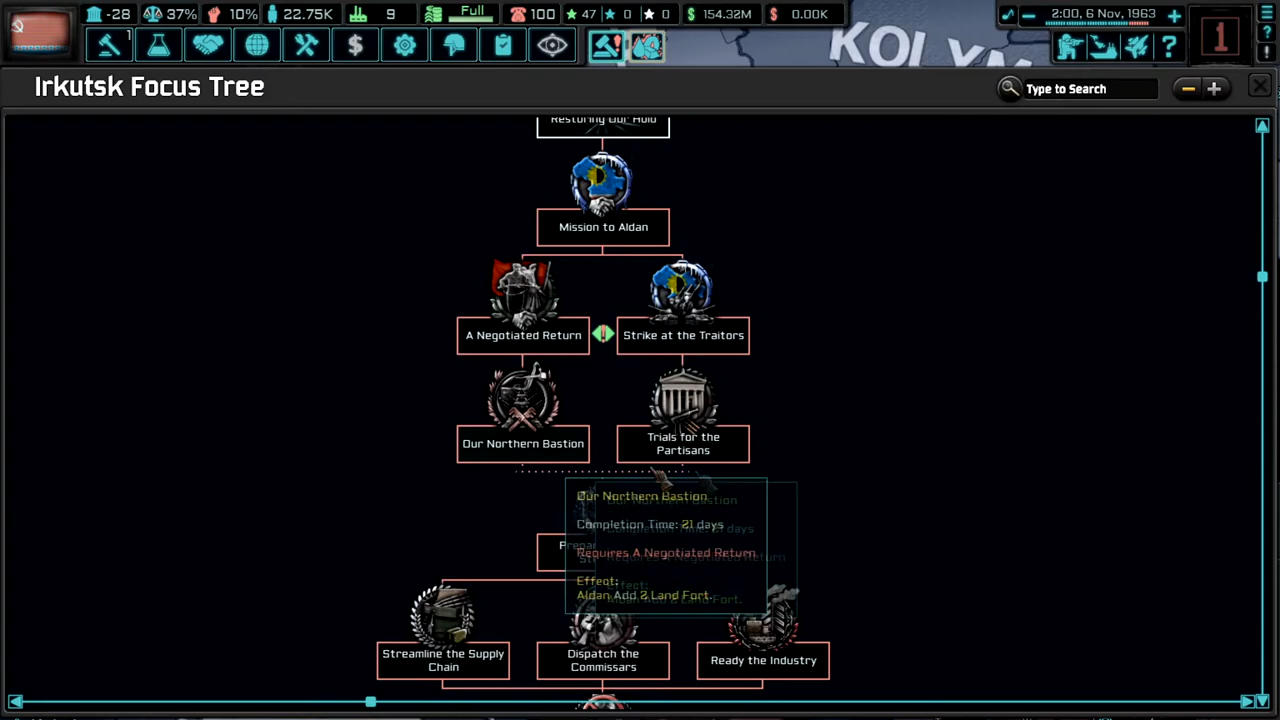 -28 37% 10% 22.75K 9 Full 100 47 0 0 $ 154.32M $ 0.00K 2:00, 6 Nov, 1963
1 1
KOLYM
Irkutsk Focus Tree Type to Search
Restoring Our Hold
Mission to Aldan
A Negotiated Return Strike at the Traitors
Our Northern Bastion Trials for the
Partisans
Our Northern Bastion
Completion Time: 21 days
Requires A Negotiated Return
Effect:
Aldan Add 2 Land Fort.
Streamline the Supply
Chain
Dispatch the
Commissars
Ready the Industry